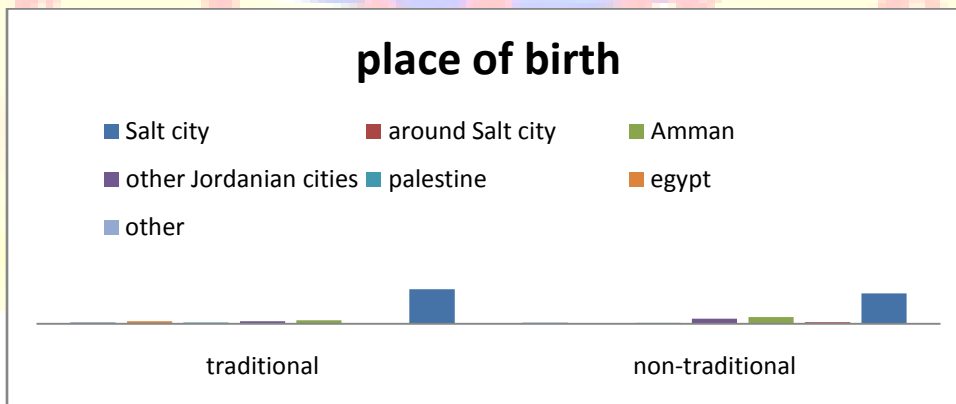 place of birth
Salt city around Salt city Amman
other Jordanian cities palestine egypt
other
traditional non-traditional